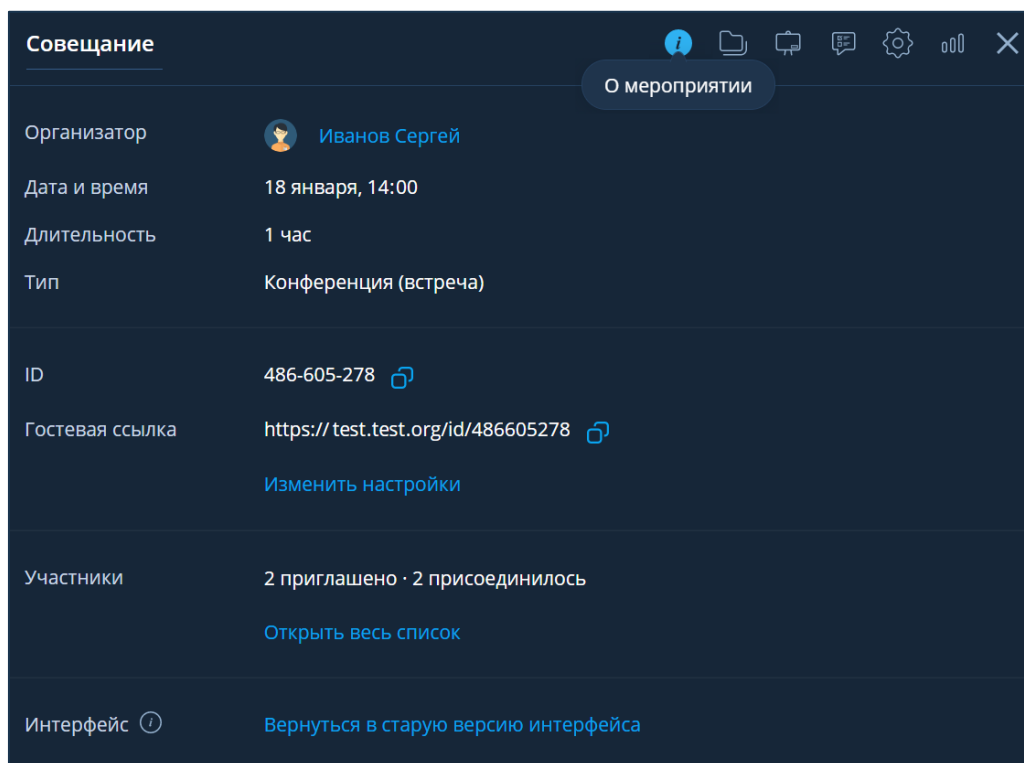 Совещание
О мероприятии
Организатор Иванов Сергей
Дата и время 18 января, 14:00
Длительность 1 час
Тип Конференция (встреча)
ID 486-605-278
Гостевая ссылка https://test.test.org/id/486605278
Изменить настройки
Участники 2 приглашено · 2 присоединилось
Открыть весь список
Интерфейс Вернуться в старую версию интерфейса